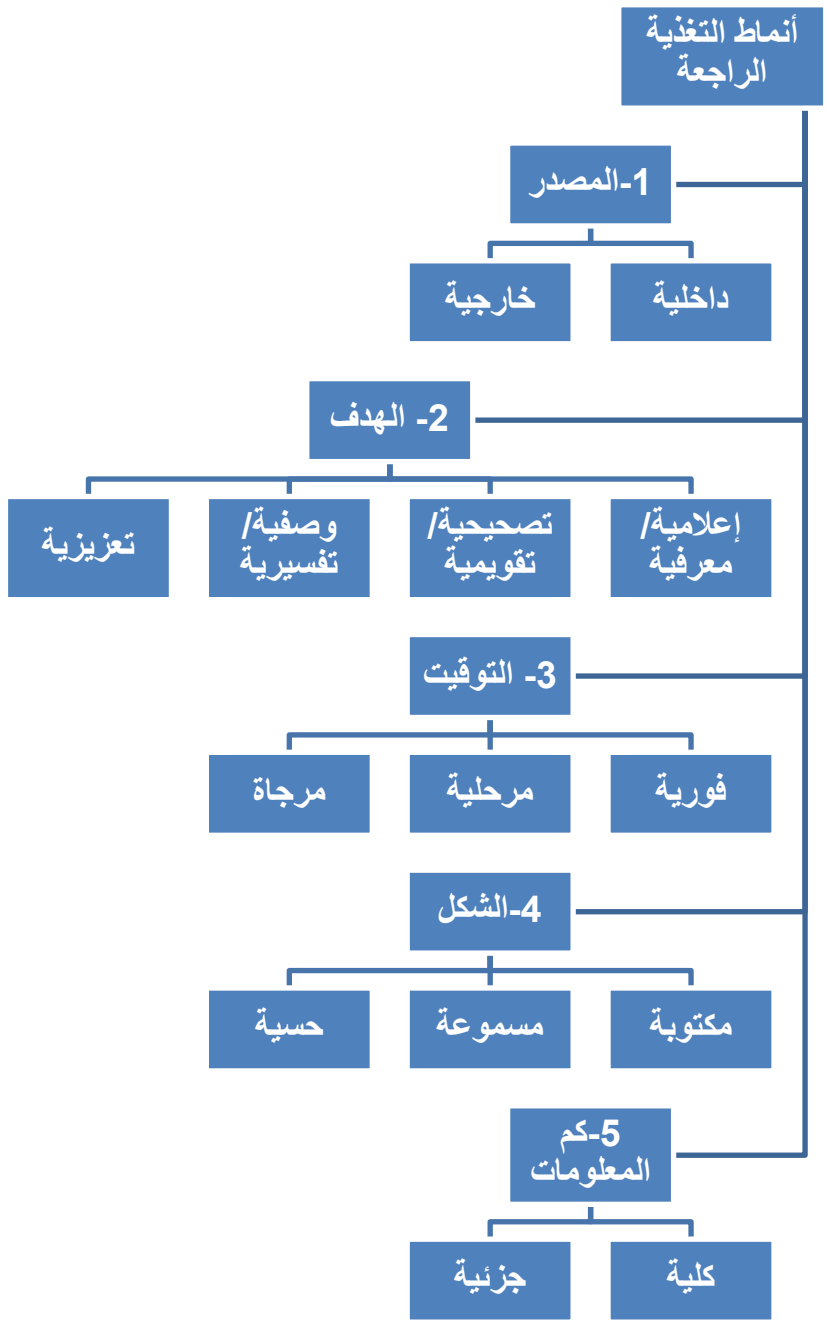 أنماط التغذية
الراجعة
1-المصدر
داخلية
خارجية
2- الهدف
إعلامية/
معرفية
تصحيحية/
تقويمية
وصفية/
تفسيرية
تعزيزية
3- التوقيت
فورية
مرحلية
مرجاة
4-الشكل
مكتوبة
مسموعة
حسية
5-كم
المعلومات
كلية
جزئية